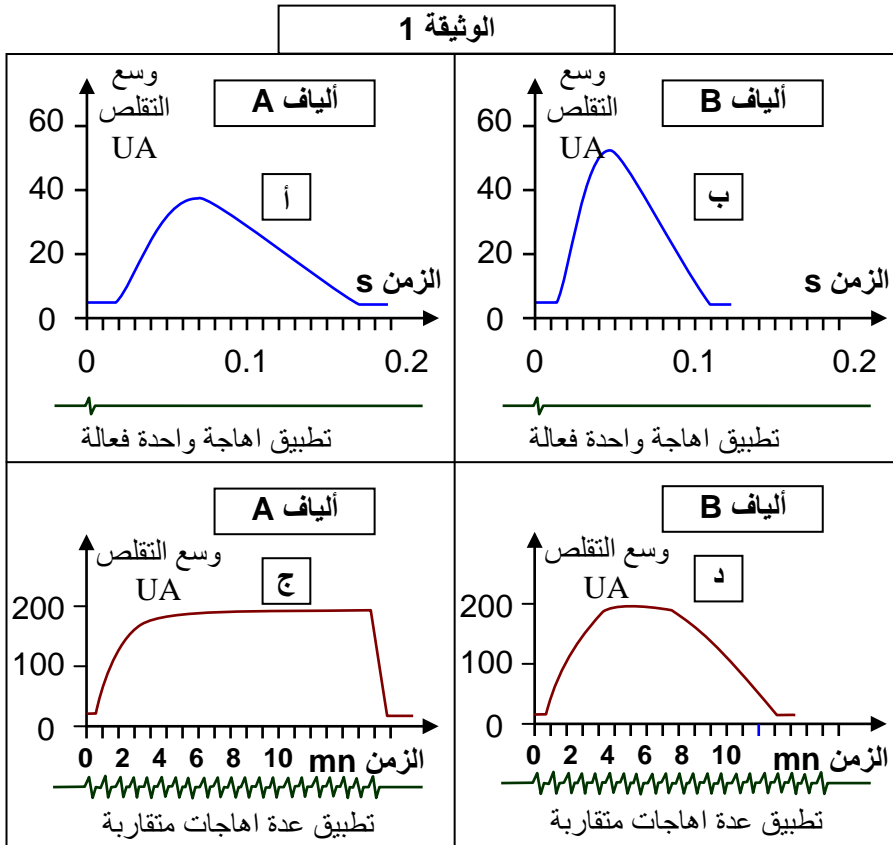 الوثيقة 1
ألياف A
وسع
التقلص
UA
60
40
20
0
أ
الزمن s
0 0.1 0.2
تطبيق اهاجة واحدة فعالة
ألياف B
وسع
التقلص
UA
60
40
20
0
ب
الزمن s
0 0.1 0.2
تطبيق اهاجة واحدة فعالة
ألياف A
وسع التقلص
UA
200
100
0
ج
0 2 4 6 8 10 الزمن mn
تطبيق عدة اهاجات متقاربة
ألياف B
وسع التقلص
UA
200
100
0
د
0 2 4 6 8 10 الزمن mn
تطبيق عدة اهاجات متقاربة